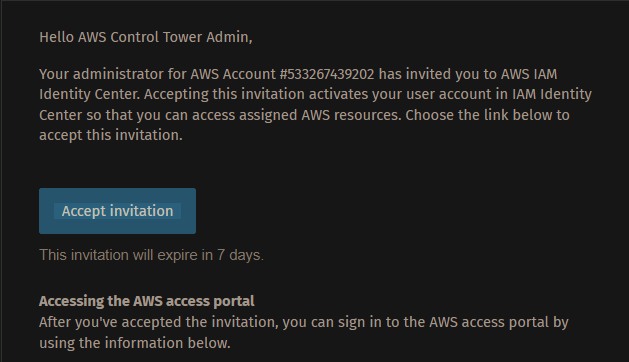 Hello AWS Control Tower Admin,
Your administrator for AWS Account #533267439202 has invited you to AWS IAM
Identity Center. Accepting this invitation activates your user account in IAM Identity
Center so that you can access assigned AWS resources. Choose the link below to
accept this invitation.
Accept invitation
This invitation will expire in 7 days.
Accessing the AWS access portal
After you've accepted the invitation, you can sign in to the AWS access portal by
using the information below.